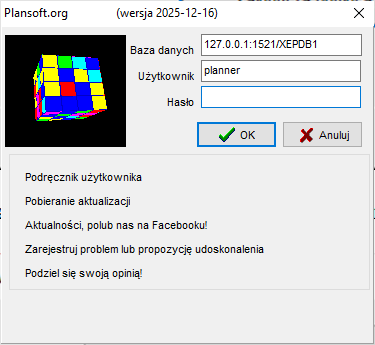 Plansoft.org (wersja 2025-12-16)
Baza danych 127.0.0.1:1521/XEPDB1
Użytkownik planner
Hasło
OK Anuluj
Podręcznik użytkownika
Pobieranie aktualizacji
Aktualności, polub nas na Facebooku!
Zarejestruj problem lub propozycję udoskonalenia
Podziel się swoją opinią!